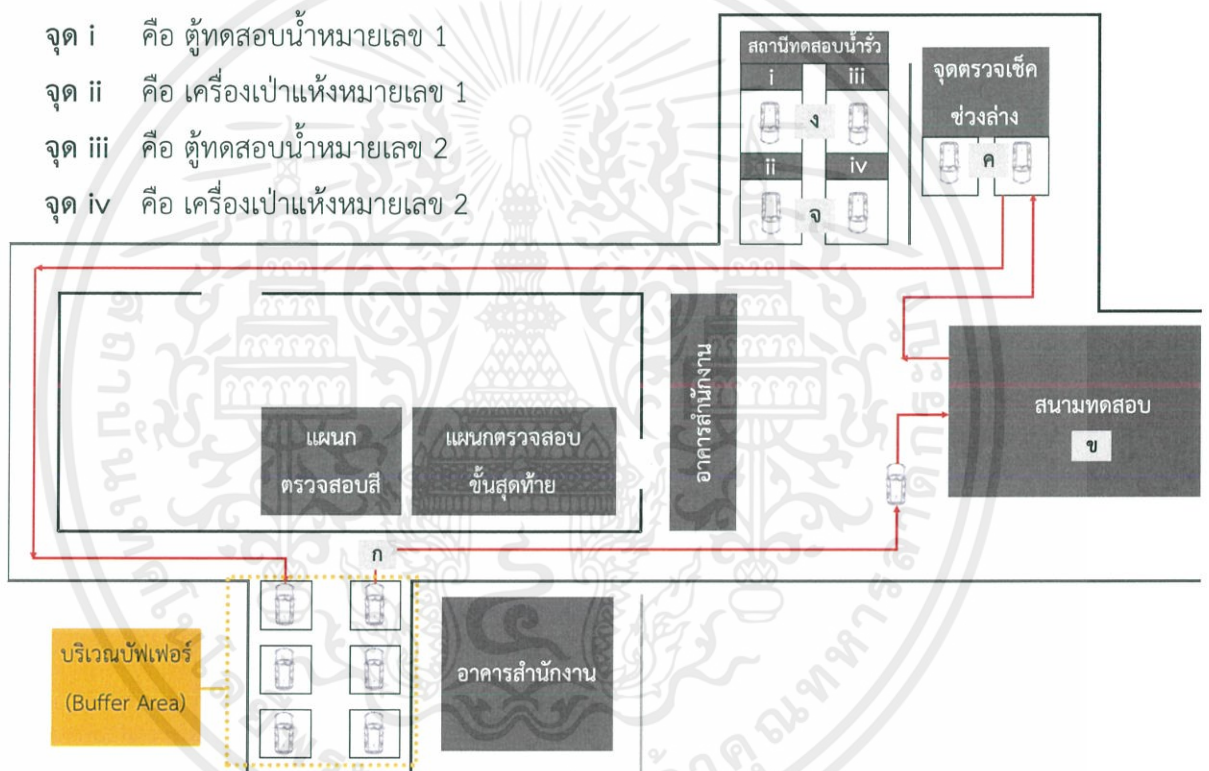 จุด i คือ ตู้ทดสอบน้ำหมายเลข 1
จุด ii คือ เครื่องเป่าแห้งหมายเลข 1
จุด iii คือ ตู้ทดสอบน้ำหมายเลข 2
จุด iv คือ เครื่องเป่าแห้งหมายเลข 2
สถานีทดสอบน้ำรั่ว
i iii
ง
ii iv
จ
จุดตรวจเช็ค
ช่วงล่าง
ค
อาคารสำนักงาน
สนามทดสอบ
ข
แผนก
ตรวจสอบสี
แผนกตรวจสอบ
ขั้นสุดท้าย
ก
บริเวณบัฟเฟอร์
(Buffer Area)
อาคารสำนักงาน